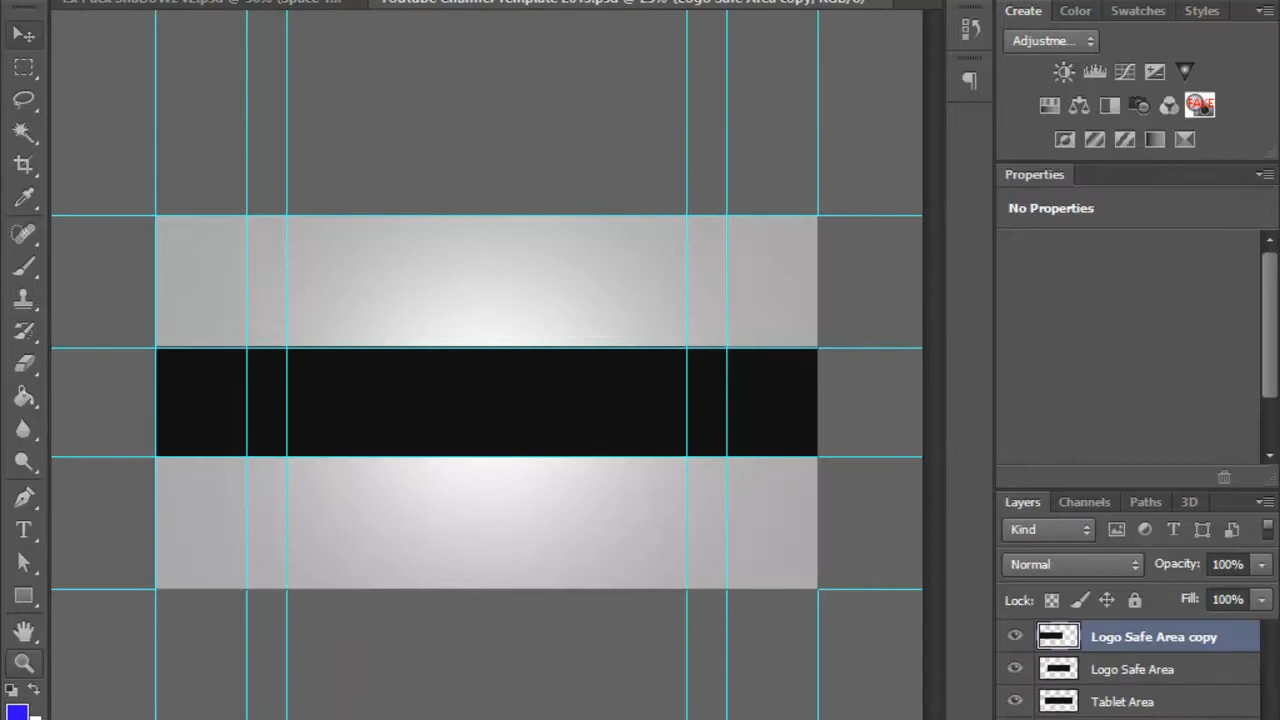 Youtube Channel Template 2013.psd @ 25% (Logo Safe Area copy, RGB/8)
Create Color Swatches Styles
Adjustme...
FAKE
Properties
No Properties
Layers Channels Paths 3D
Kind
Normal Opacity: 100%
Lock: Fill: 100%
Logo Safe Area copy
Logo Safe Area
Tablet Area